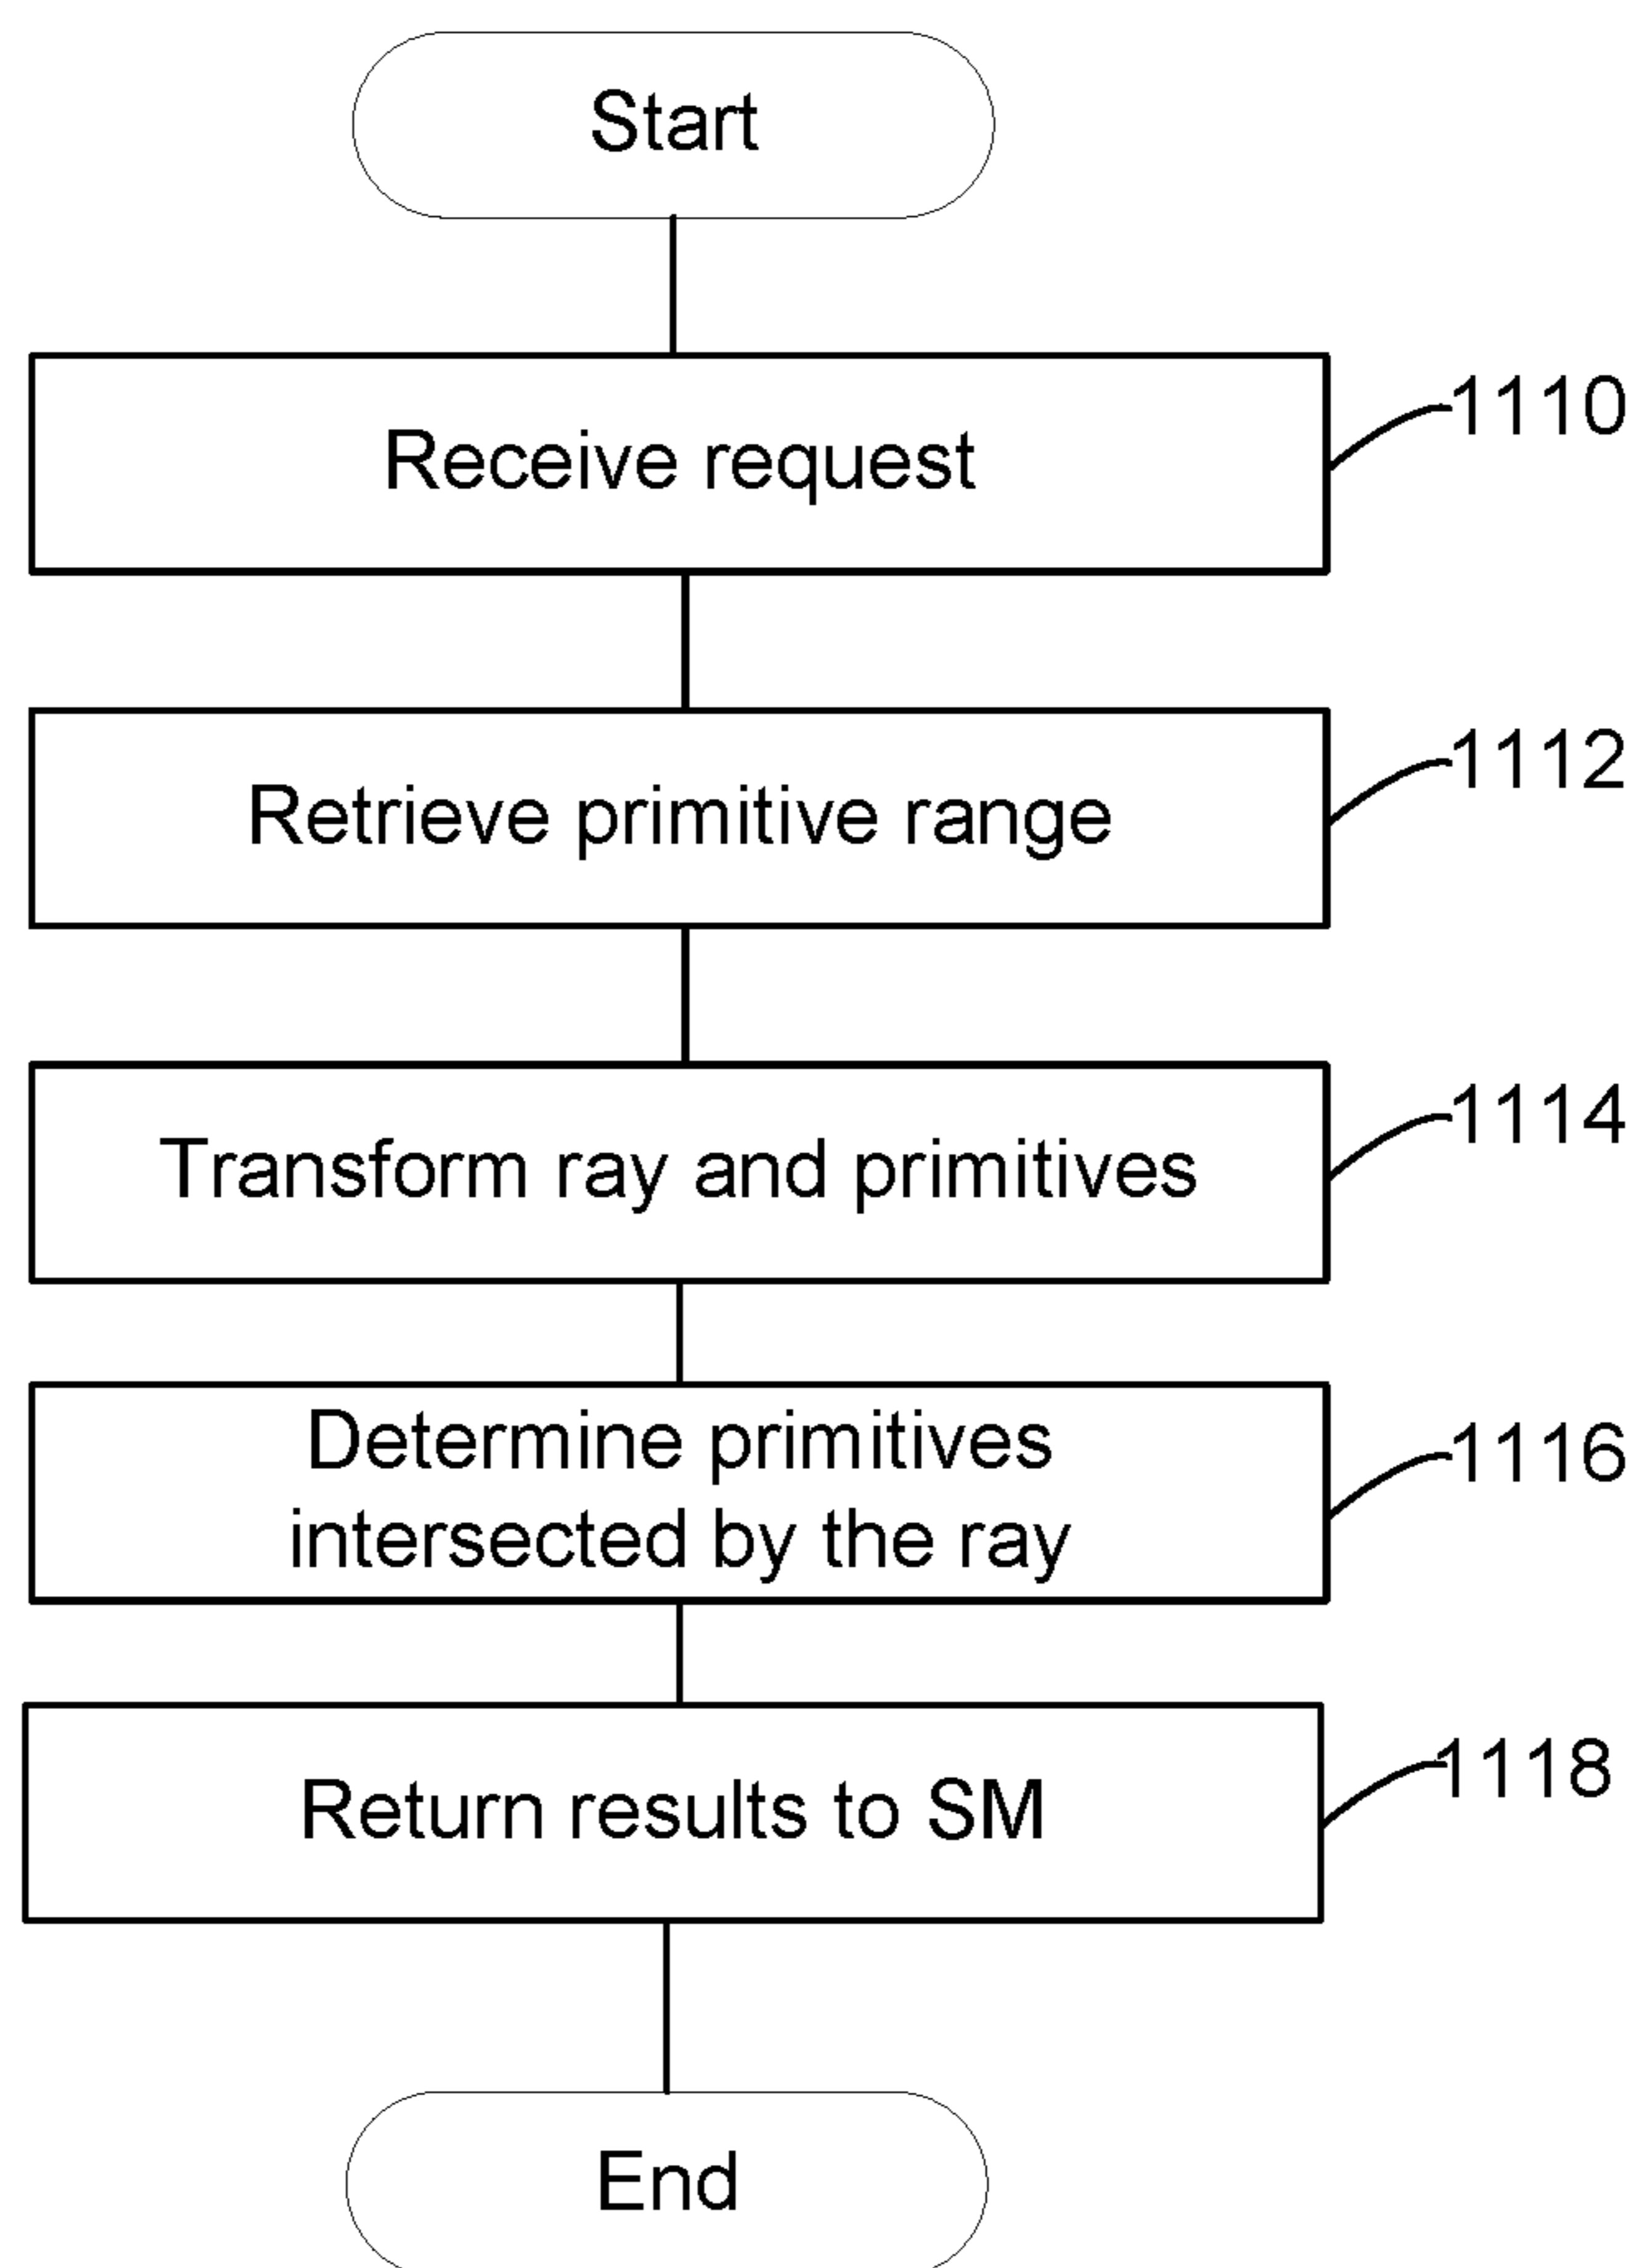 Start
Receive request
1110
Retrieve primitive range
1112
Transform ray and primitives
1114
Determine primitives
intersected by the ray
1116
Return results to SM
1118
End